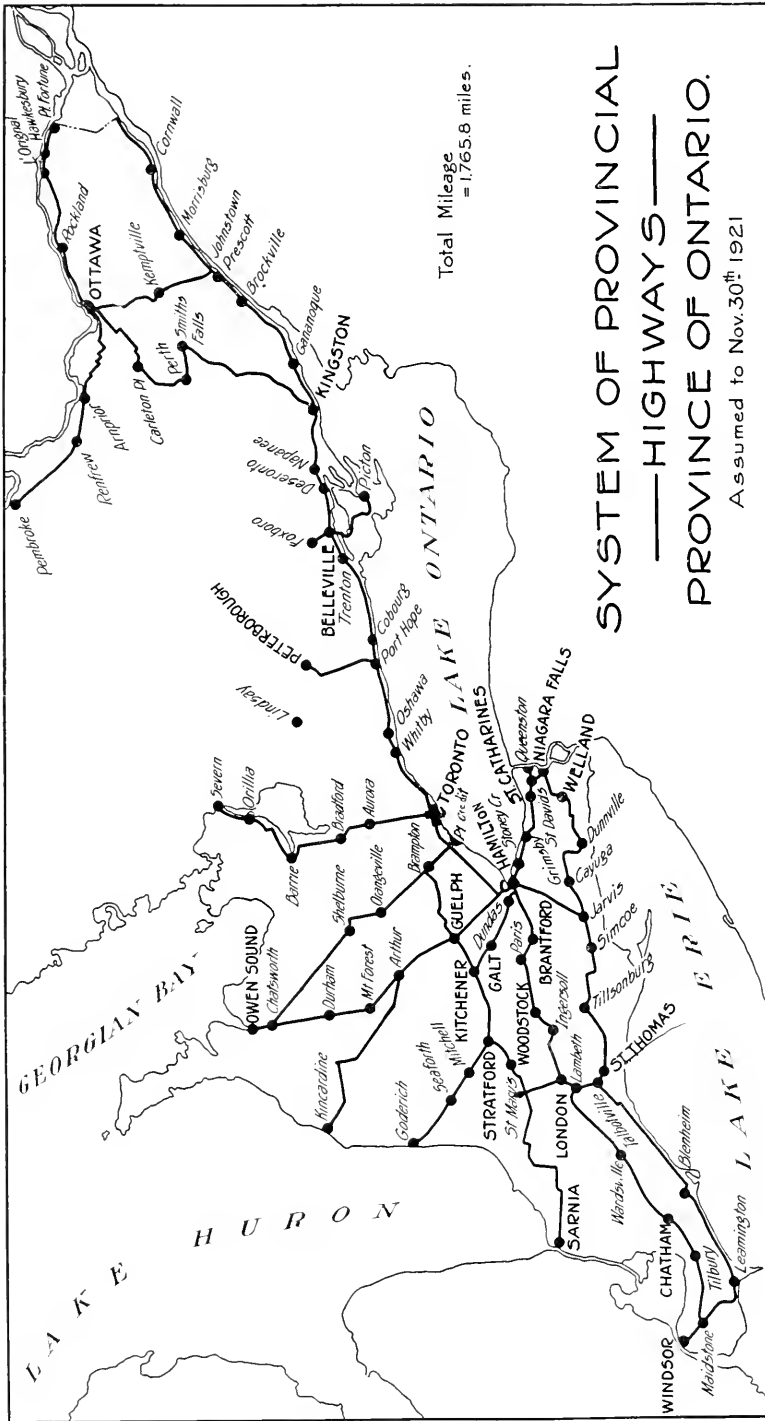 SYSTEM OF PROVINCIAL
HIGHWAYS
PROVINCE OF ONTARIO.
Assumed to Nov. 30th 1921
Total Mileage
= 1,765.8 miles.
LAKE HURON
GEORGIAN BAY
LAKE ONTARIO
LAKE ERIE
Pembroke
Renfrew
Arnprior
Carleton Pl
Perth
Smiths
Falls
OTTAWA
Kemptville
Rockland
L'Orignal
Hawkesbury
Pt. Fortune
Cornwall
Morrisburg
Johnstown
Prescott
Brockville
Gananoque
KINGSTON
Napanee
Deseronto
Picton
Foxboro
BELLEVILLE
Trenton
Cobourg
Port Hope
PETERBOROUGH
Lindsay
Oshawa
Whitby
TORONTO
Pt Credit
Severn
Orillia
Barrie
Bradford
Aurora
Brampton
Orangeville
Shelburne
OWEN SOUND
Chatsworth
Durham
Mt Forest
Arthur
Kincardine
GUELPH
KITCHENER
Goderich
Seaforth
Mitchell
STRATFORD
St Marys
SARNIA
GALT
Dundas
HAMILTON
Stoney Cr
Grimsby
ST. CATHARINES
St Davids
Queenston
NIAGARA FALLS
WELLAND
Dunnville
Cayuga
Jarvis
Simcoe
Tillsonburg
Paris
BRANTFORD
WOODSTOCK
Ingersoll
LONDON
Lambeth
Talbotville
ST. THOMAS
Wardsville
CHATHAM
Blenheim
Tilbury
Leamington
Maidstone
WINDSOR